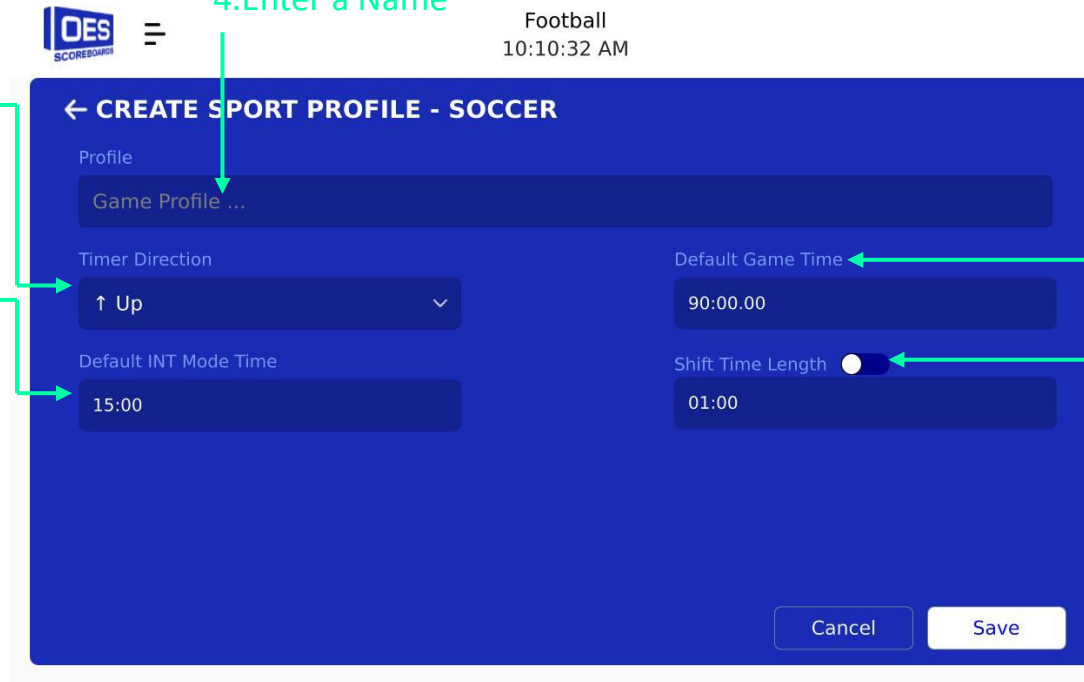 4.Enter a Name
OES
SCOREBOARDS
Football
10:10:32 AM
← CREATE SPORT PROFILE - SOCCER
Profile
Game Profile ...
Timer Direction
↑ Up
Default Game Time
90:00.00
Default INT Mode Time
15:00
Shift Time Length
01:00
Cancel
Save